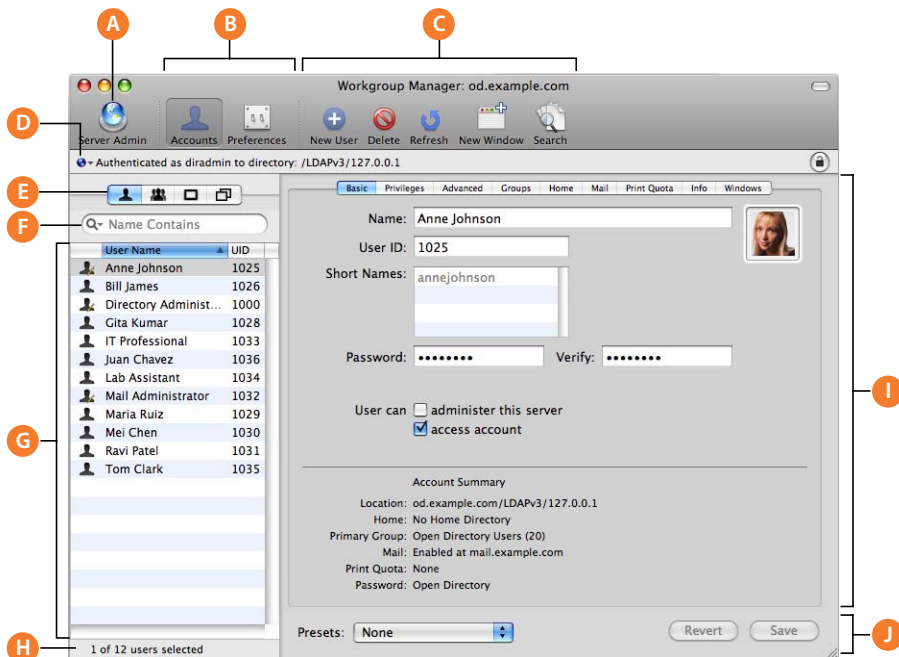 A
B
C
Workgroup Manager: od.example.com
D
Server Admin Accounts Preferences New User Delete Refresh New Window Search
Authenticated as diradmin to directory: /LDAPv3/127.0.0.1
E
Basic Privileges Advanced Groups Home Mail Print Quota Info Windows
F
Name Contains
Name: Anne Johnson
User Name UID
User ID: 1025
Anne Johnson 1025
Short Names: annejohnson
Bill James 1026
Directory Administ... 1000
Gita Kumar 1028
IT Professional 1033
Juan Chavez 1036
Password: •••••••• Verify: ••••••••
Lab Assistant 1034
I
Mail Administrator 1032
User can administer this server
Maria Ruiz 1029
access account
Mei Chen 1030
G
Ravi Patel 1031
Tom Clark 1035
Account Summary
Location: od.example.com/LDAPv3/127.0.0.1
Home: No Home Directory
Primary Group: Open Directory Users (20)
Mail: Enabled at mail.example.com
Print Quota: None
Password: Open Directory
Presets: None Revert Save
J
H
1 of 12 users selected